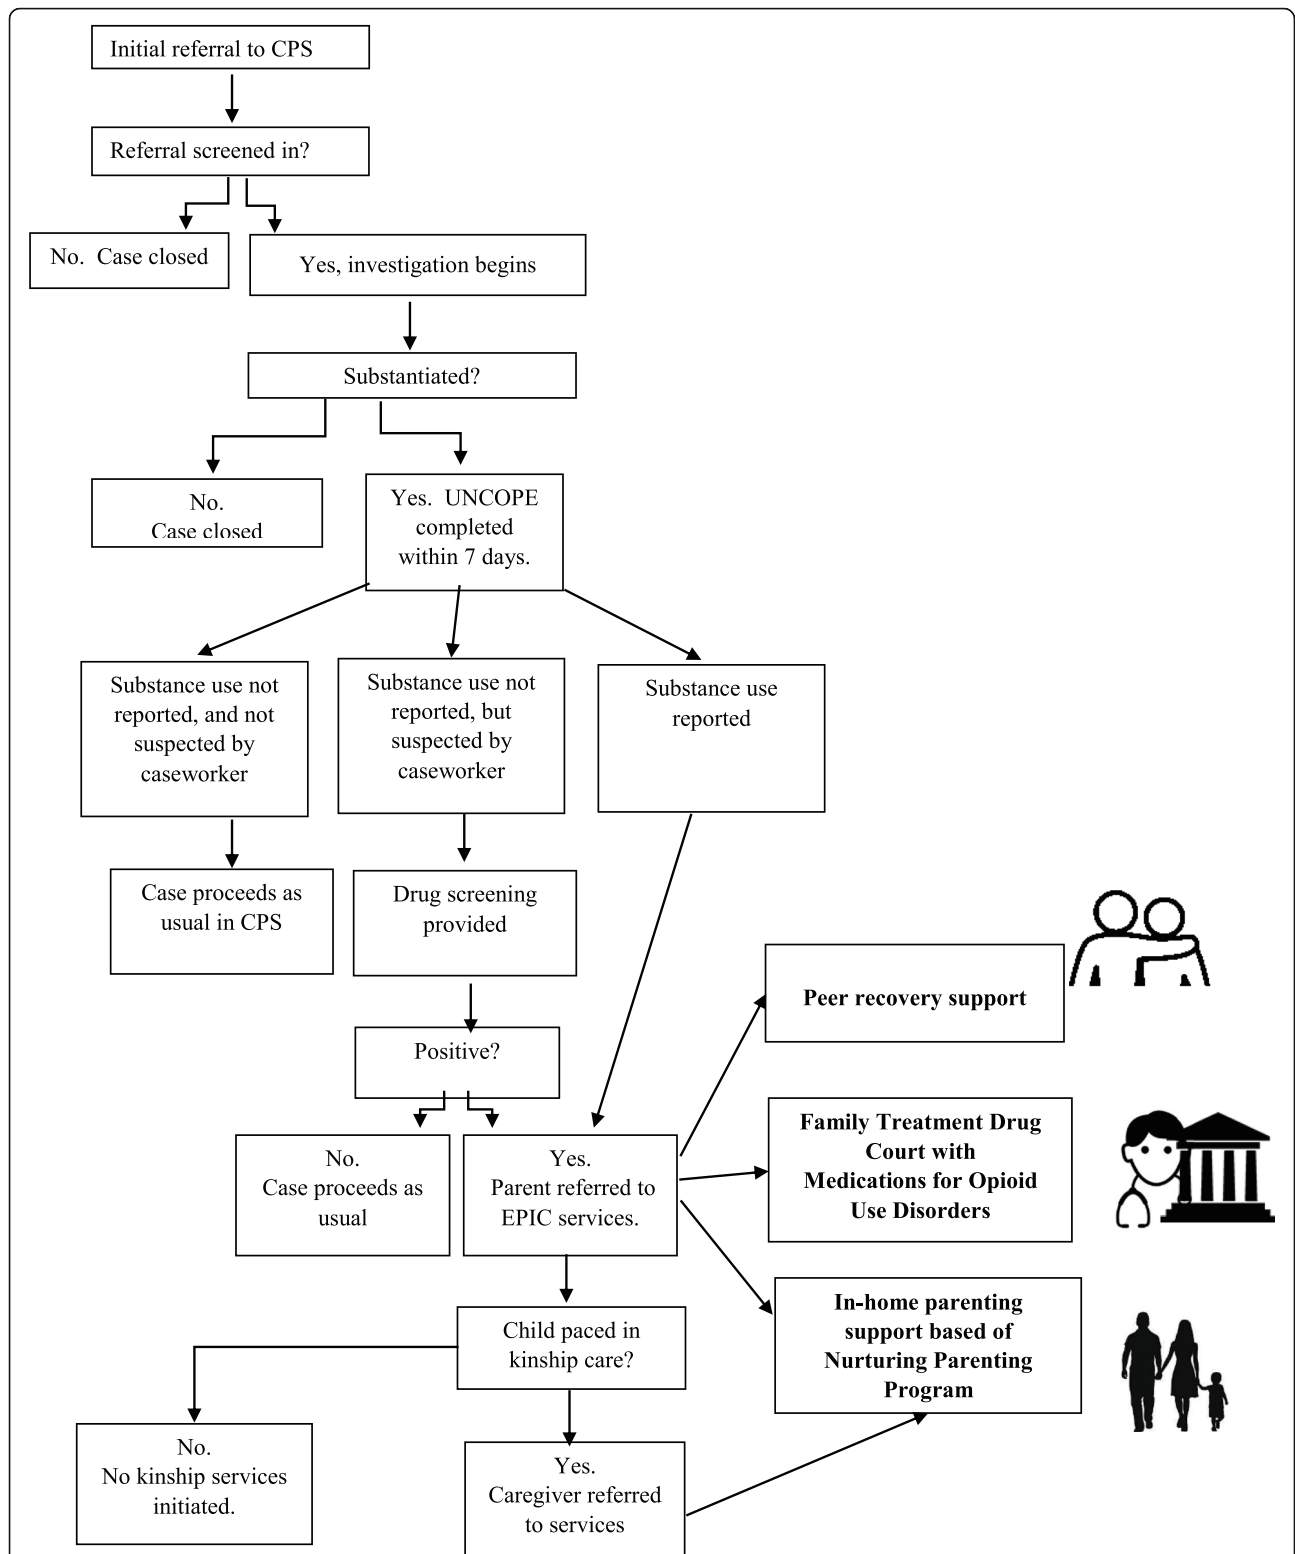 Initial referral to CPS
Referral screened in?
No.  Case closed
Yes, investigation begins
Substantiated?
No.
Case closed
Yes.  UNCOPE
completed
within 7 days.
Substance use not
reported, and not
suspected by
caseworker
Substance use not
reported, but
suspected by
caseworker
Substance use
reported
Case proceeds as
usual in CPS
Drug screening
provided
Positive?
No.
Case proceeds as
usual
Yes.
Parent referred to
EPIC services.
Peer recovery support
Family Treatment Drug
Court with
Medications for Opioid
Use Disorders
In-home parenting
support based of
Nurturing Parenting
Program
Child paced in
kinship care?
No.
No kinship services
initiated.
Yes.
Caregiver referred
to services